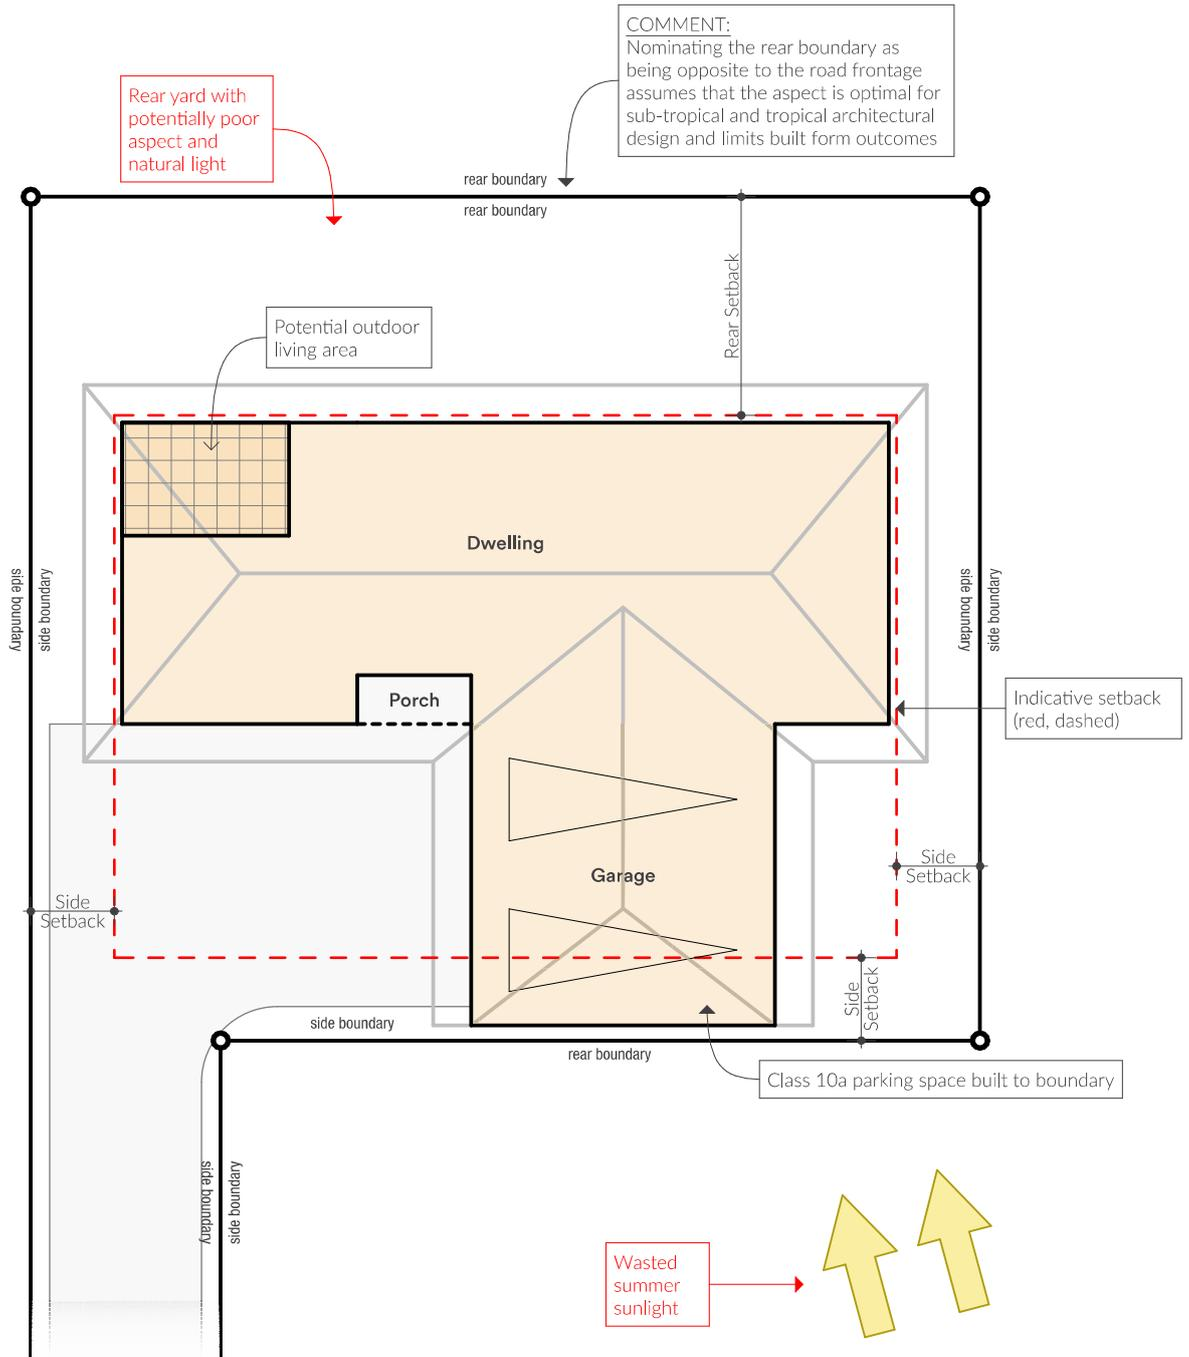 COMMENT:
Nominating the rear boundary as
being opposite to the road frontage
assumes that the aspect is optimal for
sub-tropical and tropical architectural
design and limits built form outcomes
Rear yard with
potentially poor
aspect and
natural light
rear boundary
rear boundary
Rear Setback
Potential outdoor
living area
Dwelling
side boundary
side boundary
side boundary
side boundary
Porch
Indicative setback
(red, dashed)
Garage
Side
Setback
Side
Setback
Side
Setback
side boundary
rear boundary
Class 10a parking space built to boundary
side boundary
side boundary
Wasted
summer
sunlight